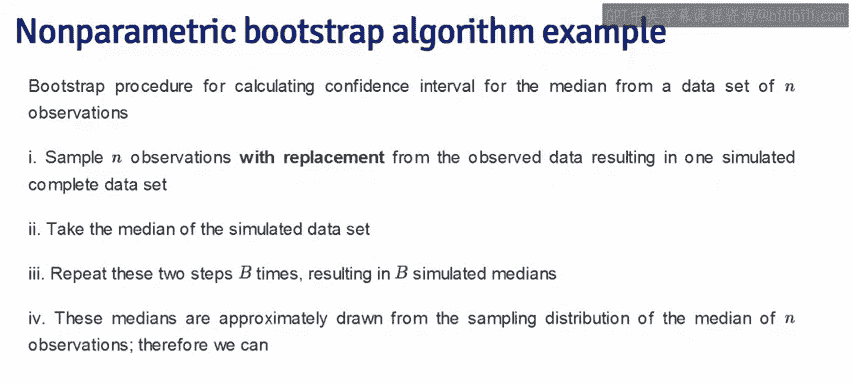 Nonparametric bootstrap algorithm example
Bootstrap procedure for calculating confidence interval for the median from a data set of n
observations
i. Sample n observations with replacement from the observed data resulting in one simulated
complete data set
ii. Take the median of the simulated data set
iii. Repeat these two steps B times, resulting in B simulated medians
iv. These medians are approximately drawn from the sampling distribution of the median of n
observations; therefore we can